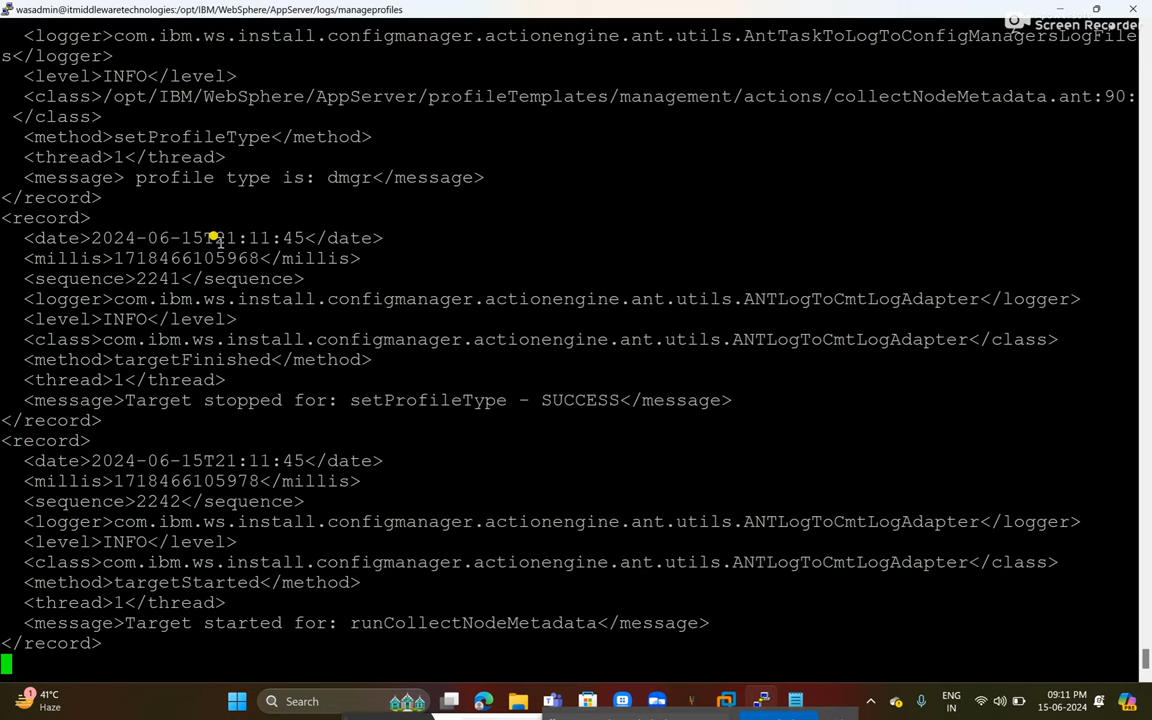 wasadmin@itmiddlewaretechnologies:/opt/IBM/WebSphere/AppServer/logs/manageprofiles
Screen Recorder
<logger>com.ibm.ws.install.configmanager.actionengine.ant.utils.AntTaskToLogToConfigManagersLogFile
s</logger>
<level>INFO</level>
<class>/opt/IBM/WebSphere/AppServer/profileTemplates/management/actions/collectNodeMetadata.ant:90:
</class>
<method>setProfileType</method>
<thread>1</thread>
<message> profile type is: dmgr</message>
</record>
<record>
<date>2024-06-15T21:11:45</date>
<millis>1718466105968</millis>
<sequence>2241</sequence>
<logger>com.ibm.ws.install.configmanager.actionengine.ant.utils.ANTLogToCmtLogAdapter</logger>
<level>INFO</level>
<class>com.ibm.ws.install.configmanager.actionengine.ant.utils.ANTLogToCmtLogAdapter</class>
<method>targetFinished</method>
<thread>1</thread>
<message>Target stopped for: setProfileType - SUCCESS</message>
</record>
<record>
<date>2024-06-15T21:11:45</date>
<millis>1718466105978</millis>
<sequence>2242</sequence>
<logger>com.ibm.ws.install.configmanager.actionengine.ant.utils.ANTLogToCmtLogAdapter</logger>
<level>INFO</level>
<class>com.ibm.ws.install.configmanager.actionengine.ant.utils.ANTLogToCmtLogAdapter</class>
<method>targetStarted</method>
<thread>1</thread>
<message>Target started for: runCollectNodeMetadata</message>
</record>
1
41°C
Haze
Search
ENG
IN
09:11 PM
15-06-2024